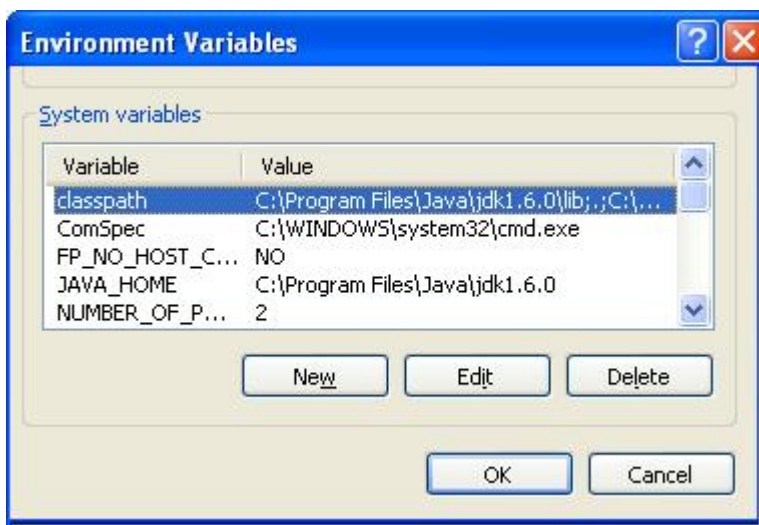 Environment Variables
System variables
Variable Value
classpath C:\Program Files\Java\jdk1.6.0\lib;.;C:\...
ComSpec C:\WINDOWS\system32\cmd.exe
FP_NO_HOST_C... NO
JAVA_HOME C:\Program Files\Java\jdk1.6.0
NUMBER_OF_P... 2
New Edit Delete
OK Cancel